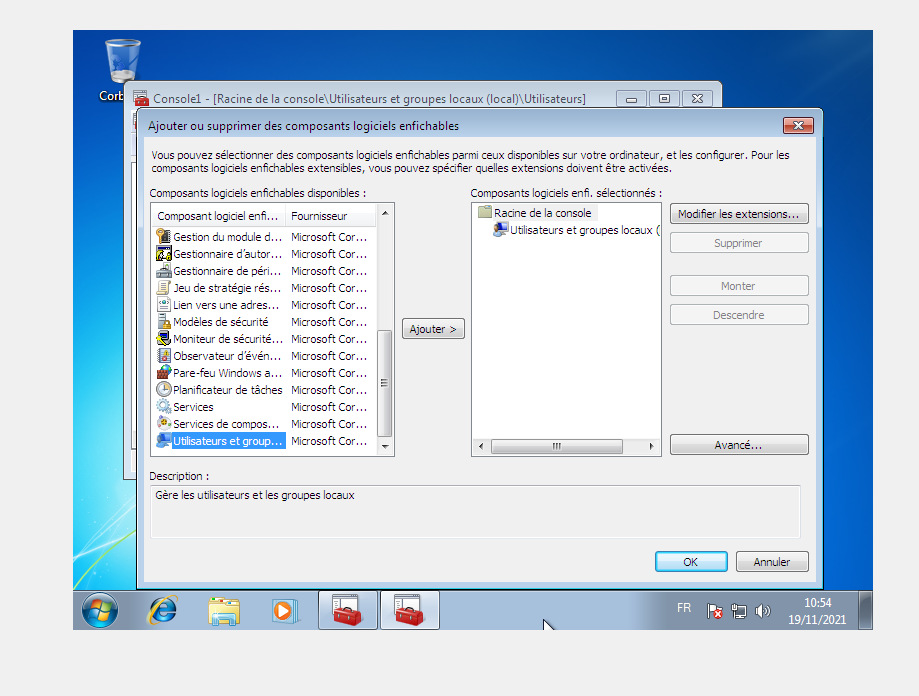 Corb
Console1 - [Racine de la console\Utilisateurs et groupes locaux (local)\Utilisateurs]
Ajouter ou supprimer des composants logiciels enfichables
Vous pouvez sélectionner des composants logiciels enfichables parmi ceux disponibles sur votre ordinateur, et les configurer. Pour les
composants logiciels enfichables extensibles, vous pouvez spécifier quelles extensions doivent être activées.
Composants logiciels enfichables disponibles :
Composant logiciel enfi... Fournisseur
Gestion du module d... Microsoft Cor...
Gestionnaire d'autor... Microsoft Cor...
Gestionnaire de péri... Microsoft Cor...
Jeu de stratégie rés... Microsoft Cor...
Lien vers une adres... Microsoft Cor...
Modèles de sécurité Microsoft Cor...
Moniteur de sécurité... Microsoft Cor...
Observateur d'évén... Microsoft Cor...
Pare-feu Windows a... Microsoft Cor...
Planificateur de tâches Microsoft Cor...
Services Microsoft Cor...
Services de compos... Microsoft Cor...
Utilisateurs et group... Microsoft Cor...
Ajouter >
Composants logiciels enfi. sélectionnés :
Racine de la console
Utilisateurs et groupes locaux (
Modifier les extensions...
Supprimer
Monter
Descendre
Avancé...
Description :
Gère les utilisateurs et les groupes locaux
OK
Annuler
FR
10:54
19/11/2021